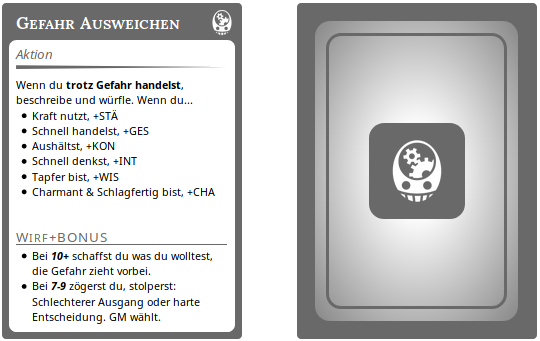 Gefahr Ausweichen
Aktion
Wenn du trotz Gefahr handelst,
beschreibe und würfle. Wenn du...
• Kraft nutzt, +STÄ
• Schnell handelst, +GES
• Aushältst, +KON
• Schnell denkst, +INT
• Tapfer bist, +WIS
• Charmant & Schlagfertig bist, +CHA
Wirf+BONUS
• Bei 10+ schaffst du was du wolltest,
die Gefahr zieht vorbei.
• Bei 7-9 zögerst du, stolperst:
Schlechterer Ausgang oder harte
Entscheidung. GM wählt.